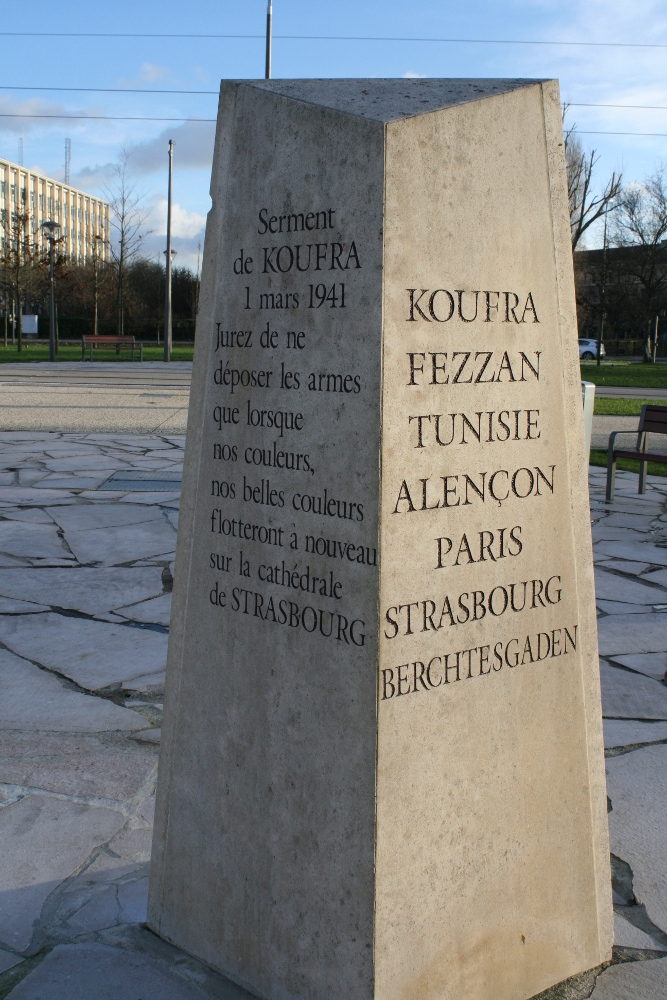 Serment
de KOUFRA
1 mars 1941
Jurez de ne
déposer les armes
que lorsque
nos couleurs,
nos belles couleurs
flotteront à nouveau
sur la cathédrale
de STRASBOURG
KOUFRA
FEZZAN
TUNISIE
ALENÇON
PARIS
STRASBOURG
BERCHTESGADEN